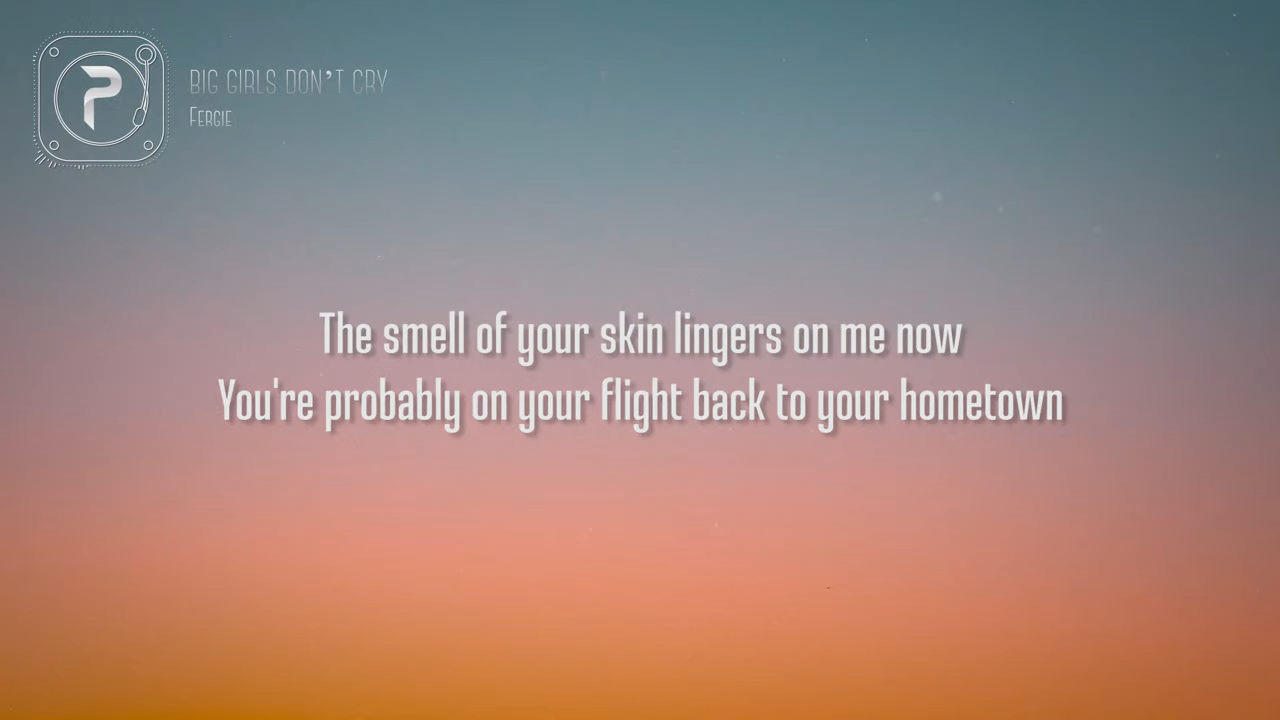 P
BIG GIRLS DON'T CRY
FERGIE
The smell of your skin lingers on me now
You're probably on your flight back to your hometown